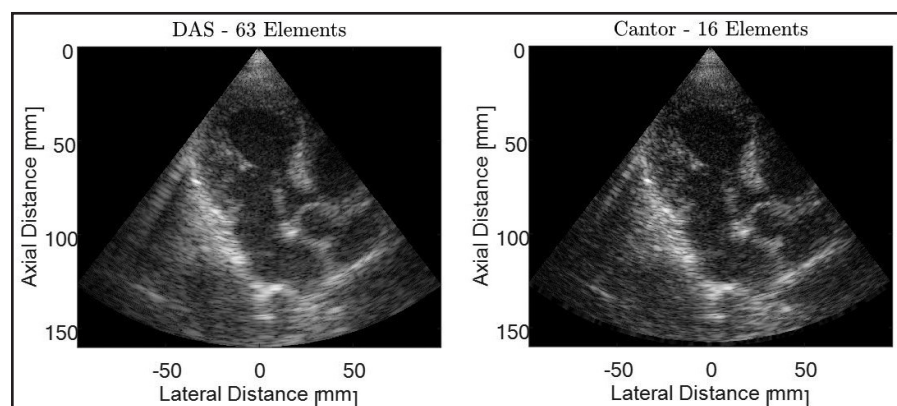 DAS - 63 Elements
0
50
100
150
Axial Distance [mm]
-50
0
50
Lateral Distance [mm]
Cantor - 16 Elements
0
50
100
150
Axial Distance [mm]
-50
0
50
Lateral Distance [mm]